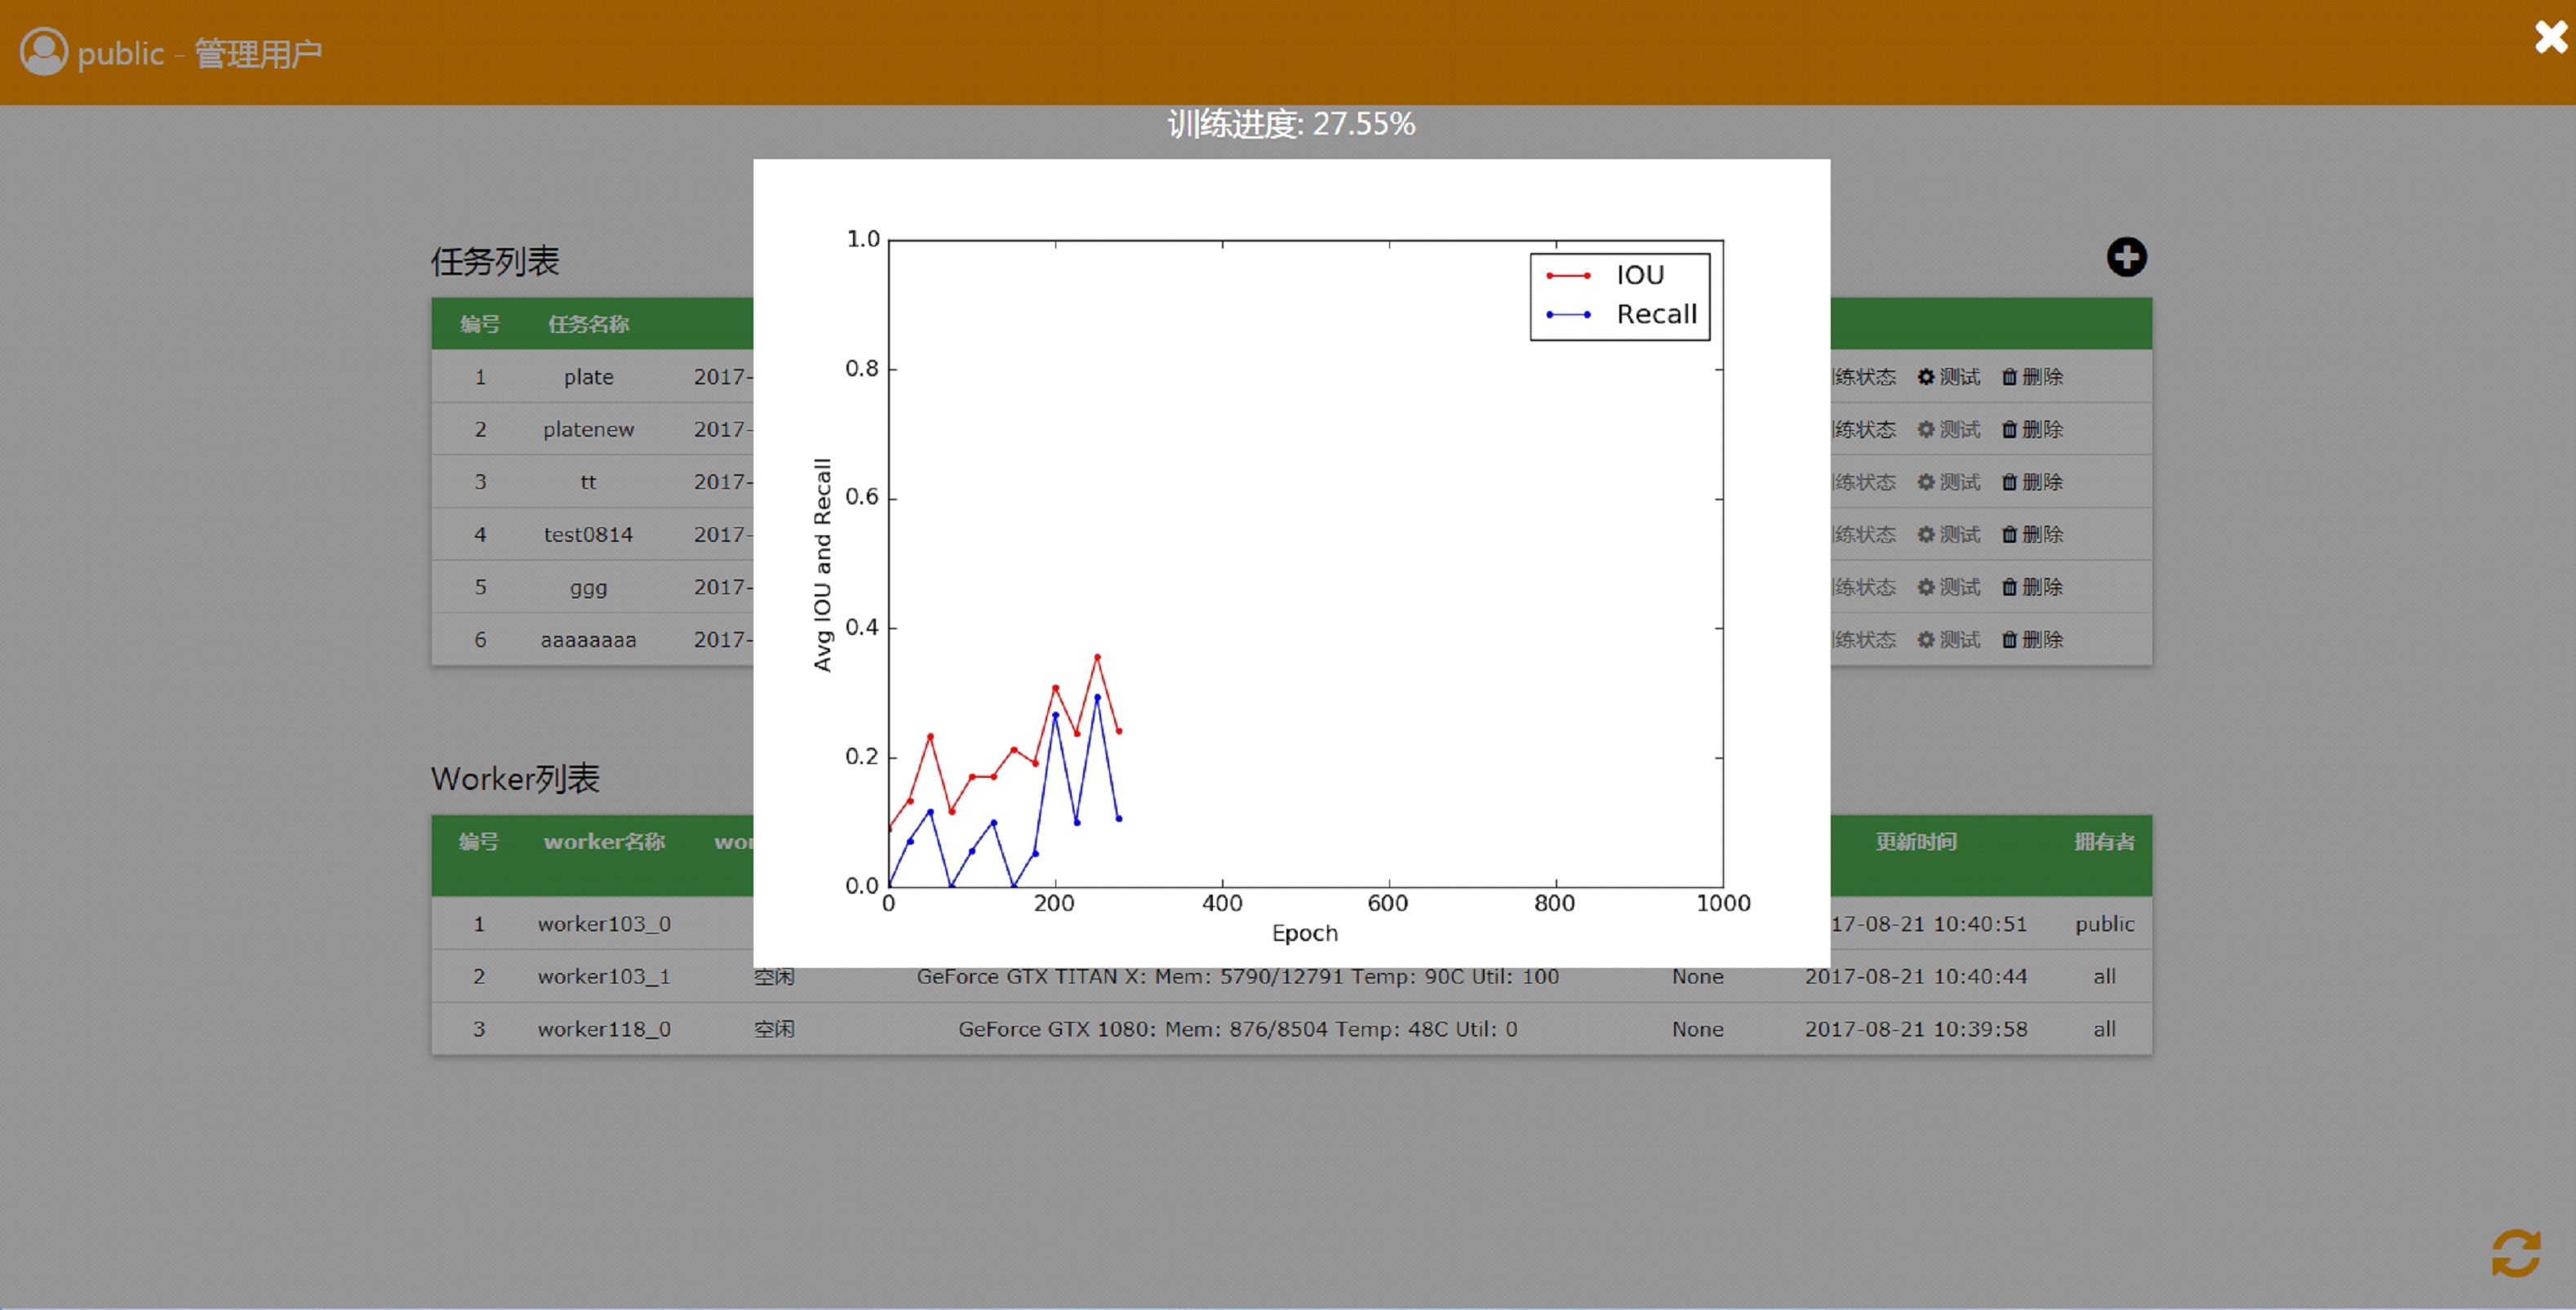 public - 管理用户
训练进度: 27.55%
任务列表
编号 任务名称
1 plate 2017- 练状态 测试 删除
2 platenew 2017- 练状态 测试 删除
3 tt 2017- 练状态 测试 删除
4 test0814 2017- 练状态 测试 删除
5 ggg 2017- 练状态 测试 删除
6 aaaaaaaa 2017- 练状态 测试 删除
1.0
0.8
0.6
0.4
0.2
0.0
Avg IOU and Recall
IOU
Recall
0 200 400 600 800 1000
Epoch
Worker列表
编号 worker名称 wor 更新时间 拥有者
1 worker103_0 17-08-21 10:40:51 public
2 worker103_1 空闲 GeForce GTX TITAN X: Mem: 5790/12791 Temp: 90C Util: 100 None 2017-08-21 10:40:44 all
3 worker118_0 空闲 GeForce GTX 1080: Mem: 876/8504 Temp: 48C Util: 0 None 2017-08-21 10:39:58 all